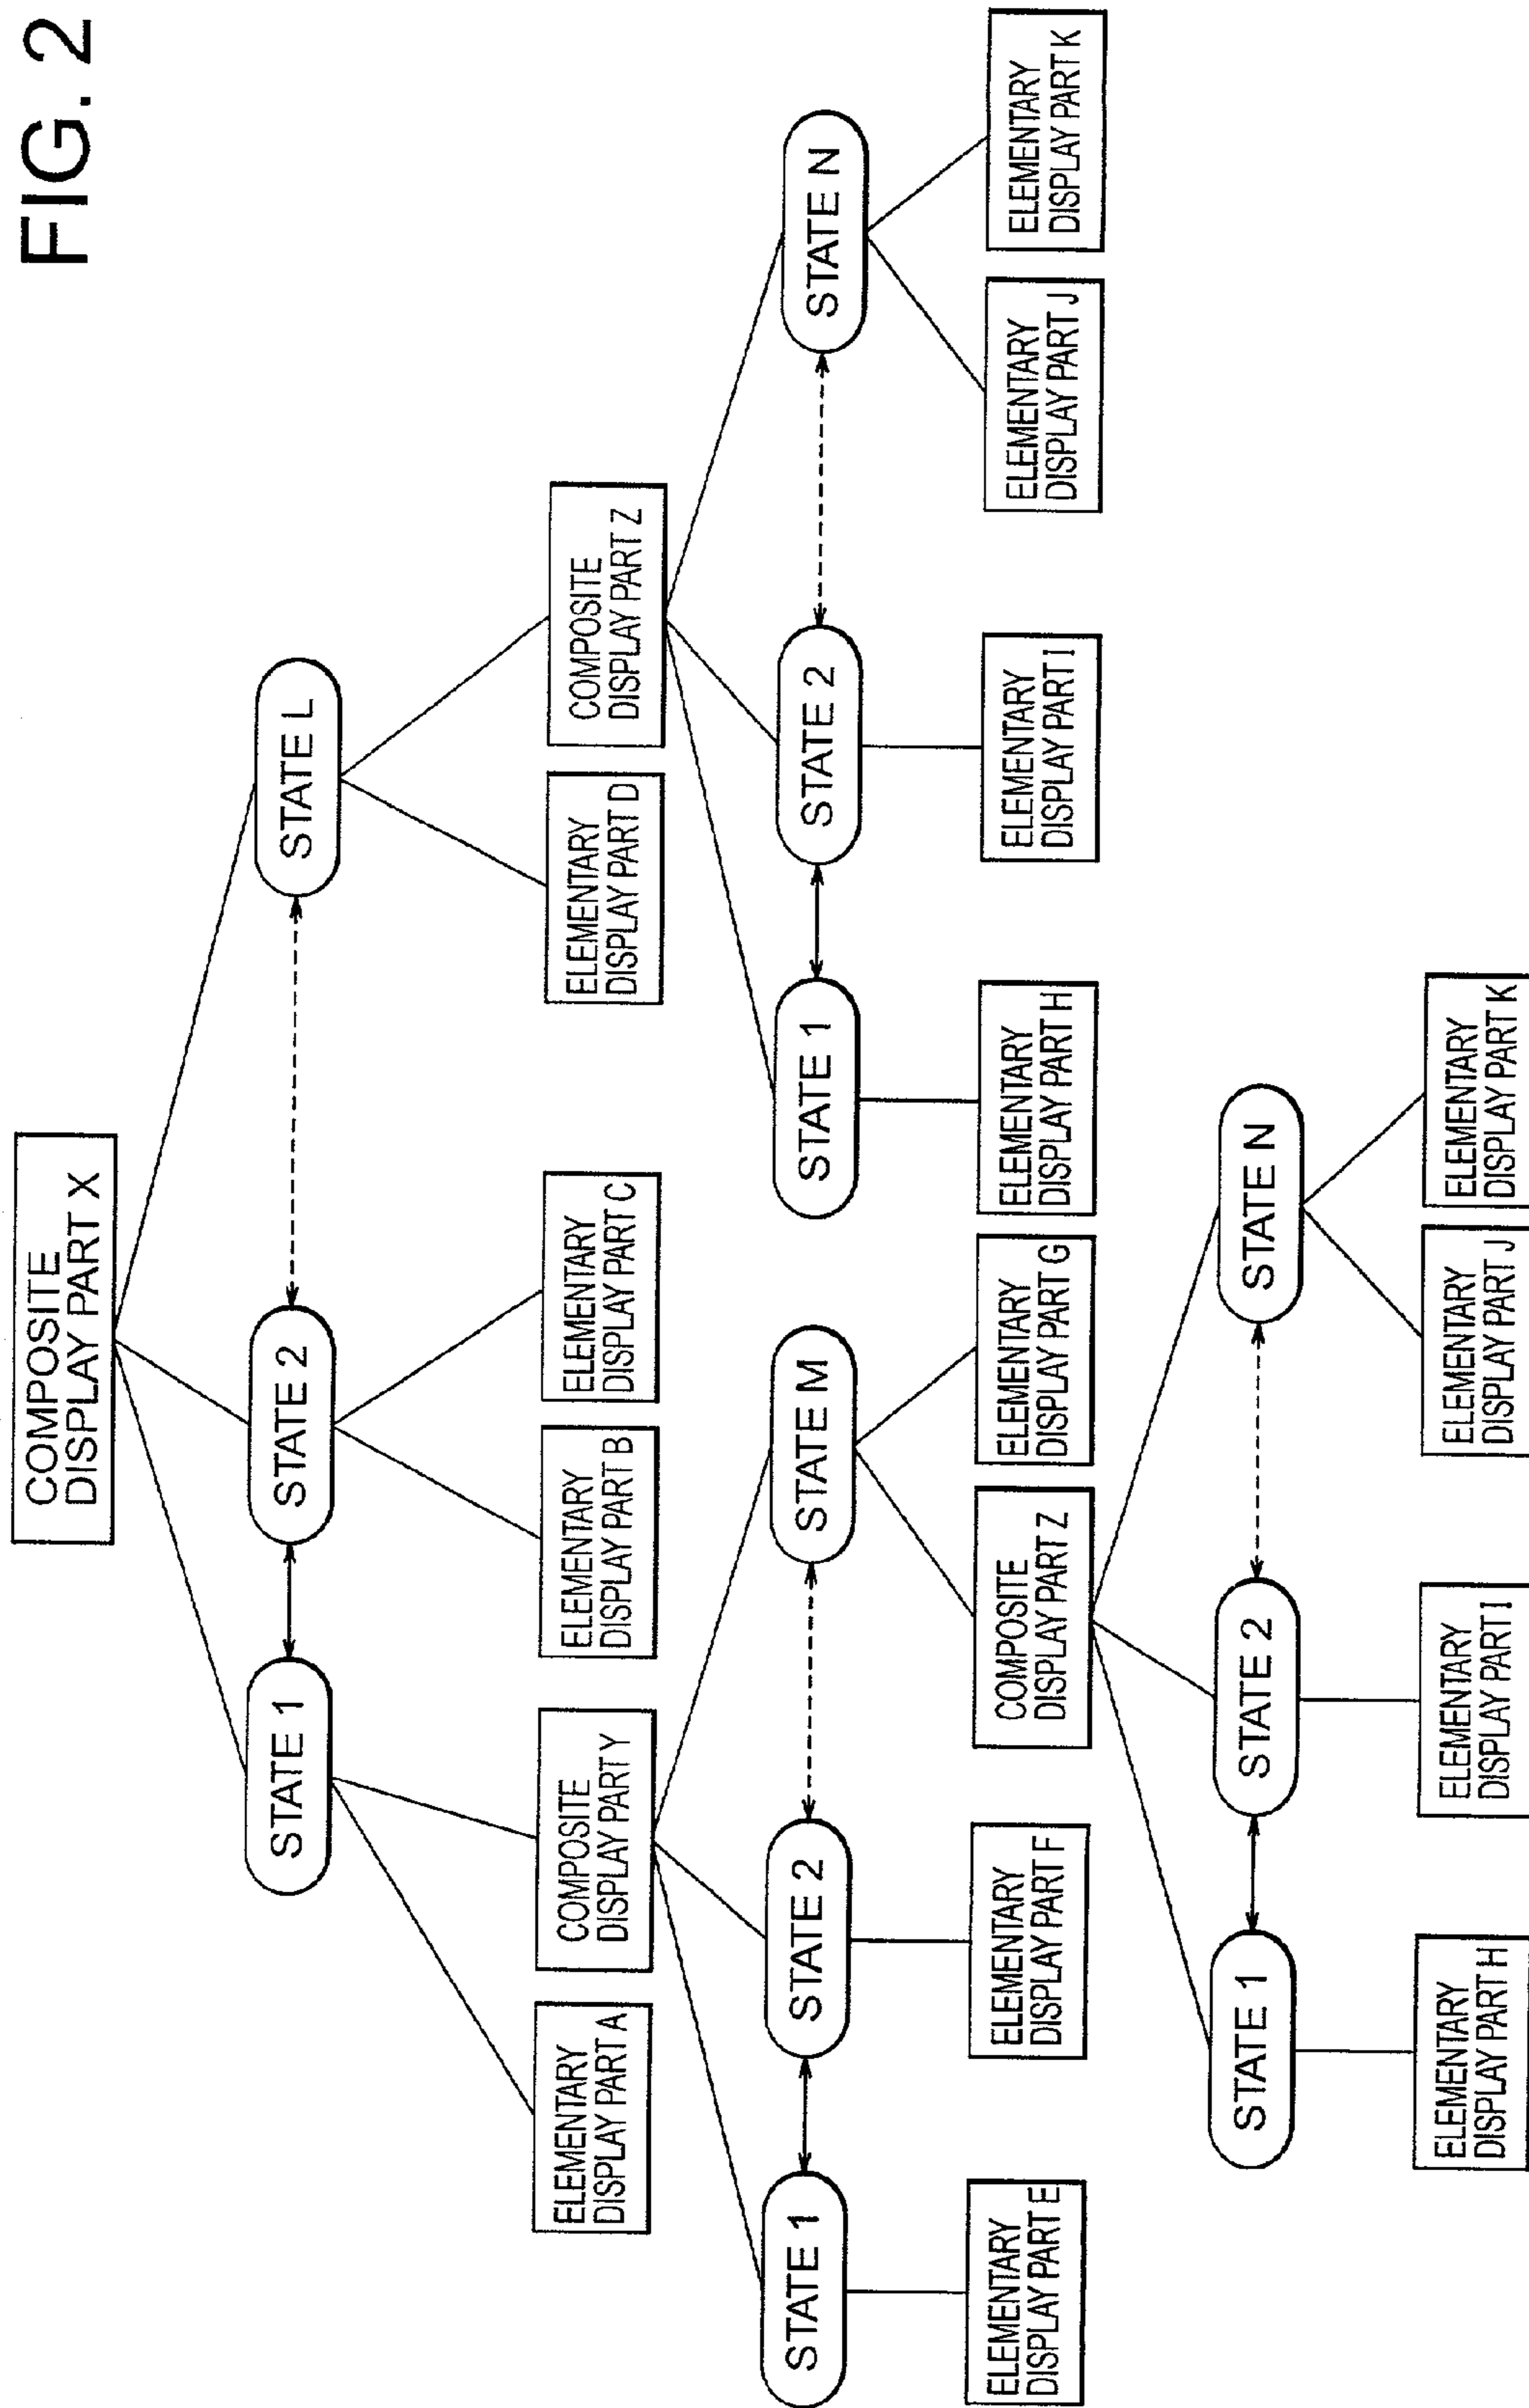 FIG. 2
COMPOSITE
DISPLAY PART X
STATE 1
STATE 2
STATE L
ELEMENTARY
DISPLAY PART A
COMPOSITE
DISPLAY PART Y
ELEMENTARY
DISPLAY PART B
ELEMENTARY
DISPLAY PART C
ELEMENTARY
DISPLAY PART D
COMPOSITE
DISPLAY PART Z
STATE 1
STATE 2
STATE M
STATE 1
STATE 2
STATE N
ELEMENTARY
DISPLAY PART E
ELEMENTARY
DISPLAY PART F
COMPOSITE
DISPLAY PART Z
ELEMENTARY
DISPLAY PART G
ELEMENTARY
DISPLAY PART H
ELEMENTARY
DISPLAY PART I
ELEMENTARY
DISPLAY PART J
ELEMENTARY
DISPLAY PART K
STATE 1
STATE 2
STATE N
ELEMENTARY
DISPLAY PART H
ELEMENTARY
DISPLAY PART I
ELEMENTARY
DISPLAY PART J
ELEMENTARY
DISPLAY PART K